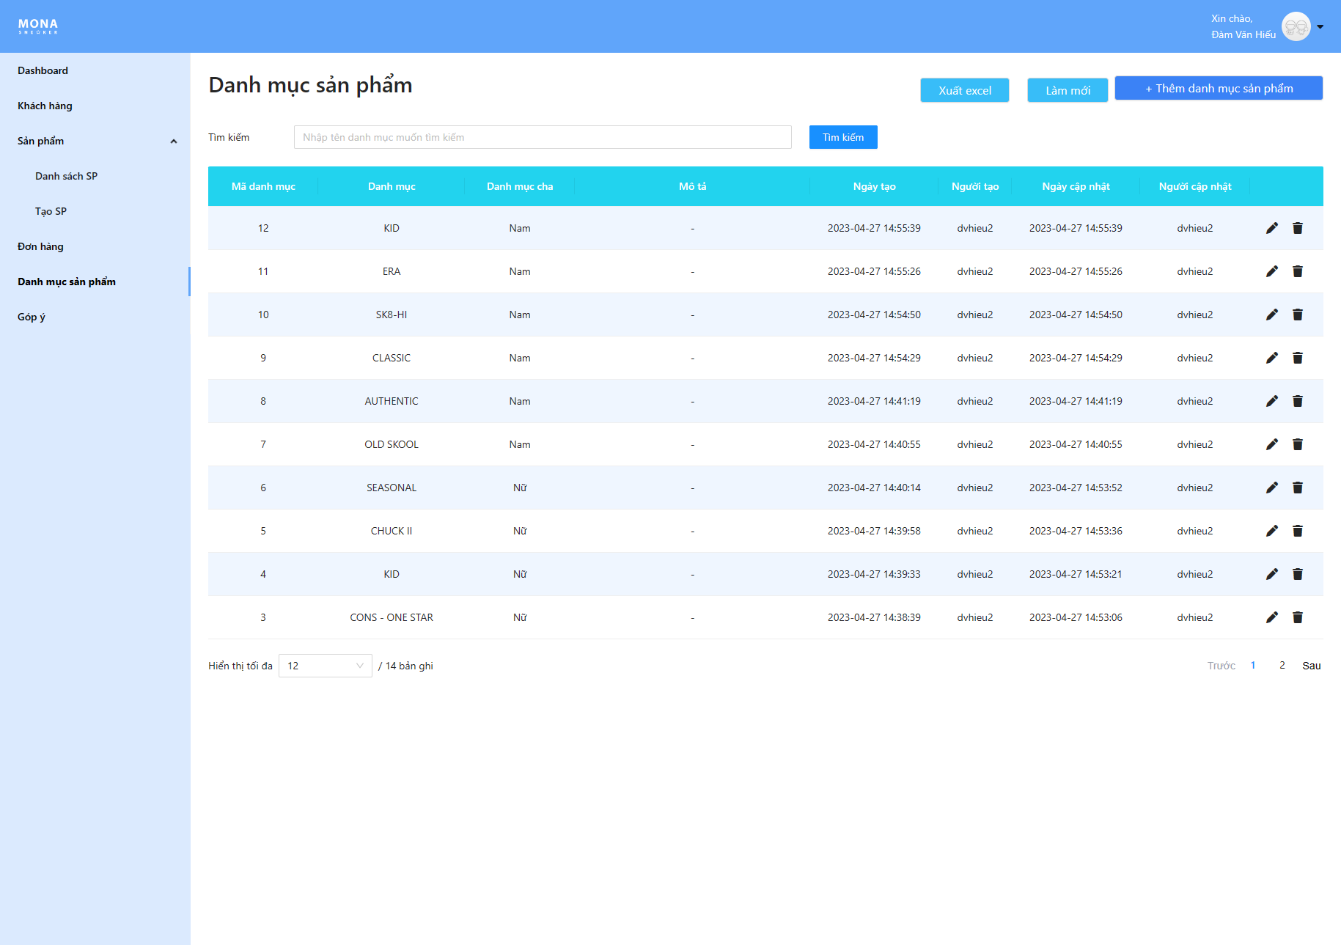 MONA
Xin chào,
Đàm Văn Hiếu
Dashboard
Khách hàng
Sản phẩm
Danh sách SP
Tạo SP
Đơn hàng
Danh mục sản phẩm
Góp ý
Danh mục sản phẩm
Xuất excel
Làm mới
+ Thêm danh mục sản phẩm
Tìm kiếm
Nhập tên danh mục muốn tìm kiếm
Tìm kiếm
Mã danh mục Danh mục Danh mục cha Mô tả Ngày tạo Người tạo Ngày cập nhật Người cập nhật
12 KID Nam - 2023-04-27 14:55:39 dvhieu2 2023-04-27 14:55:39 dvhieu2
11 ERA Nam - 2023-04-27 14:55:26 dvhieu2 2023-04-27 14:55:26 dvhieu2
10 SK8-HI Nam - 2023-04-27 14:54:50 dvhieu2 2023-04-27 14:54:50 dvhieu2
9 CLASSIC Nam - 2023-04-27 14:54:29 dvhieu2 2023-04-27 14:54:29 dvhieu2
8 AUTHENTIC Nam - 2023-04-27 14:41:19 dvhieu2 2023-04-27 14:41:19 dvhieu2
7 OLD SKOOL Nam - 2023-04-27 14:40:55 dvhieu2 2023-04-27 14:40:55 dvhieu2
6 SEASONAL Nữ - 2023-04-27 14:40:14 dvhieu2 2023-04-27 14:53:52 dvhieu2
5 CHUCK II Nữ - 2023-04-27 14:39:58 dvhieu2 2023-04-27 14:53:36 dvhieu2
4 KID Nữ - 2023-04-27 14:39:33 dvhieu2 2023-04-27 14:53:21 dvhieu2
3 CONS - ONE STAR Nữ - 2023-04-27 14:38:39 dvhieu2 2023-04-27 14:53:06 dvhieu2
Hiển thị tối đa 12 / 14 bản ghi
Trước 1 2 Sau